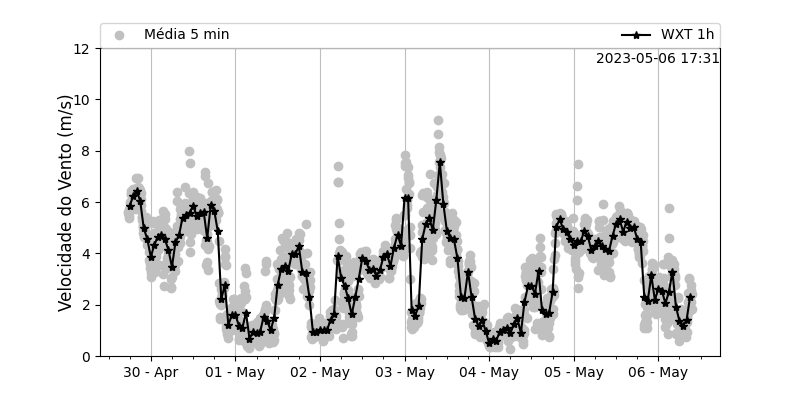 Média 5 min
WXT 1h
2023-05-06 17:31
Velocidade do Vento (m/s)
12
10
8
6
4
2
0
30 - Apr
01 - May
02 - May
03 - May
04 - May
05 - May
06 - May